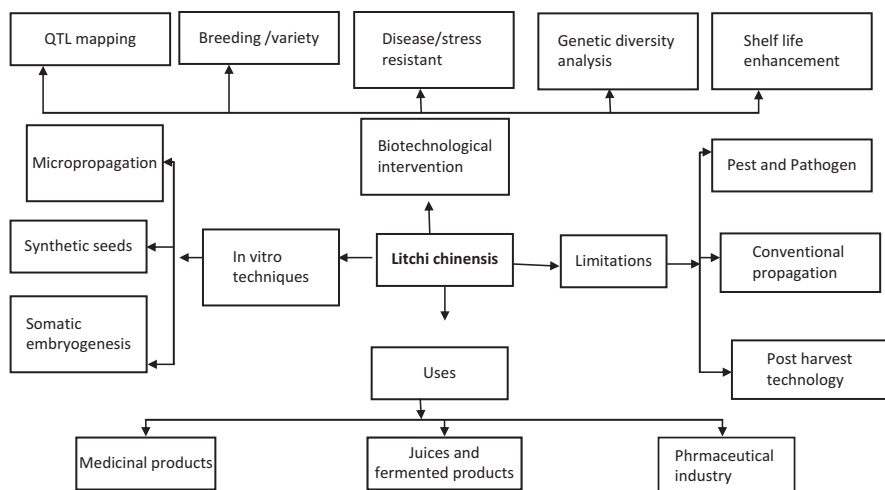 QTL mapping
Breeding /variety
Disease/stress
resistant
Genetic diversity
analysis
Shelf life
enhancement
Micropropagation
Biotechnological
intervention
Pest and Pathogen
Synthetic seeds
In vitro
techniques
Litchi chinensis
Limitations
Conventional
propagation
Somatic
embryogenesis
Uses
Post harvest
technology
Medicinal products
Juices and
fermented products
Phrmaceutical
industry